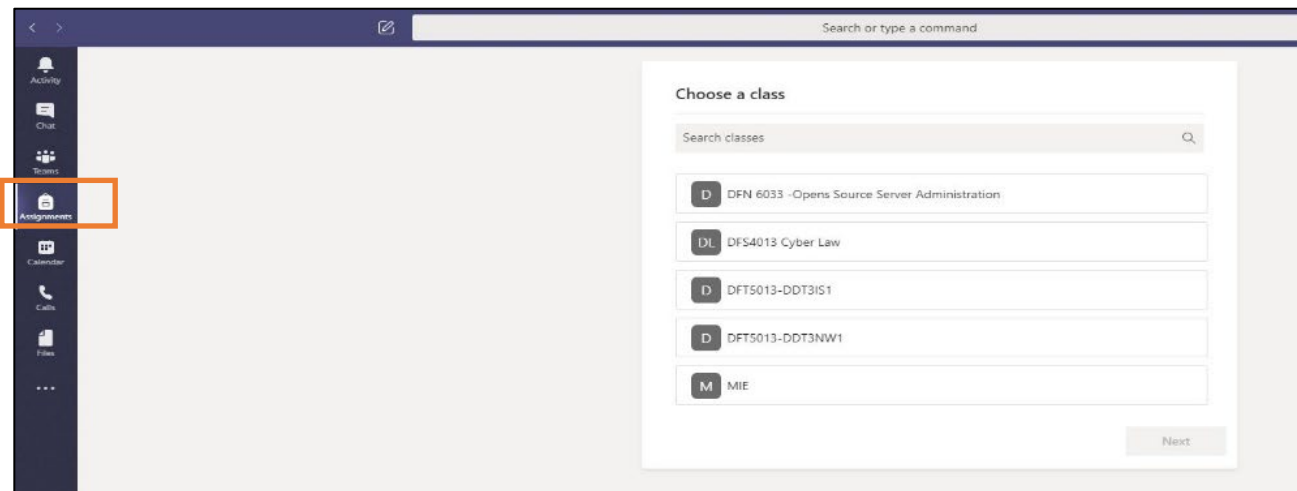 Search or type a command
Activity
Chat
Teams
Assignments
Calendar
Calls
Files
Choose a class
Search classes
D DFN 6033 -Opens Source Server Administration
DL DFS4013 Cyber Law
D DFT5013-DDT3IS1
D DFT5013-DDT3NW1
M MIE
Next